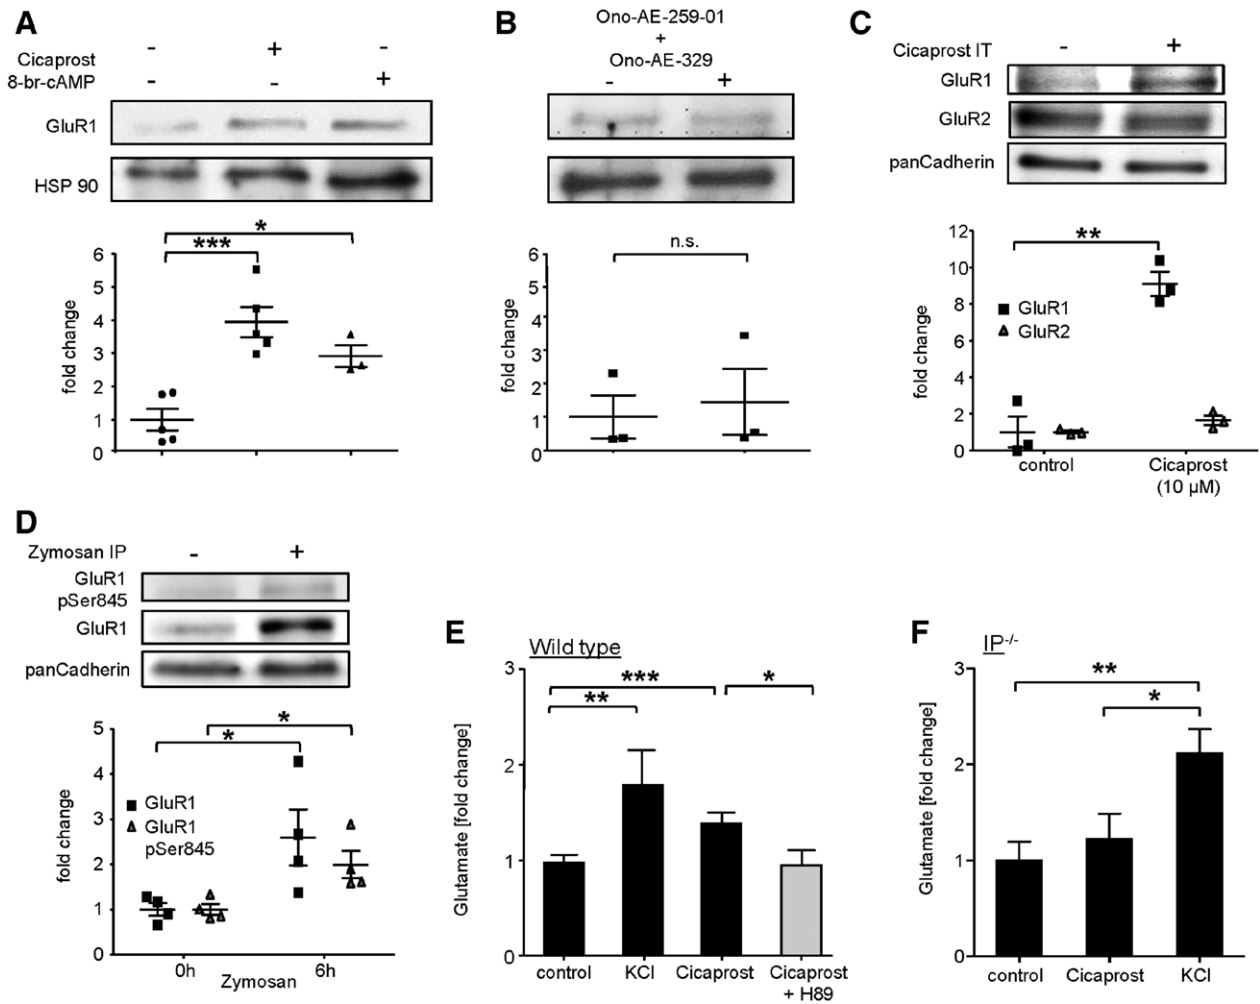 A
Cicaprost - + -
8-br-cAMP - - +
GluR1
HSP 90
*
***
fold change
6
5
4
3
2
1
0
B
Ono-AE-259-01
+
Ono-AE-329
- +
n.s.
fold change
6
5
4
3
2
1
0
C
Cicaprost IT - +
GluR1
GluR2
panCadherin
**
fold change
12
10
8
6
4
2
0
GluR1
GluR2
control
Cicaprost
(10 µM)
D
Zymosan IP - +
GluR1
pSer845
GluR1
panCadherin
*
*
fold change
5
4
3
2
1
0
GluR1
GluR1
pSer845
0h
6h
Zymosan
E
Wild type
***
*
**
Glutamate [fold change]
3
2
1
0
control
KCl
Cicaprost
Cicaprost
+ H89
F
IP-/-
**
*
Glutamate [fold change]
3
2
1
0
control
Cicaprost
KCl